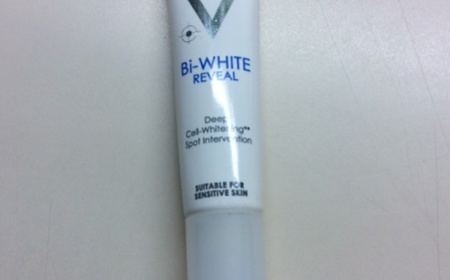 V
Bi-WHITE
REVEAL
Deep
Cell-Whitening**
Spot Intervention
SUITABLE FOR
SENSITIVE SKIN